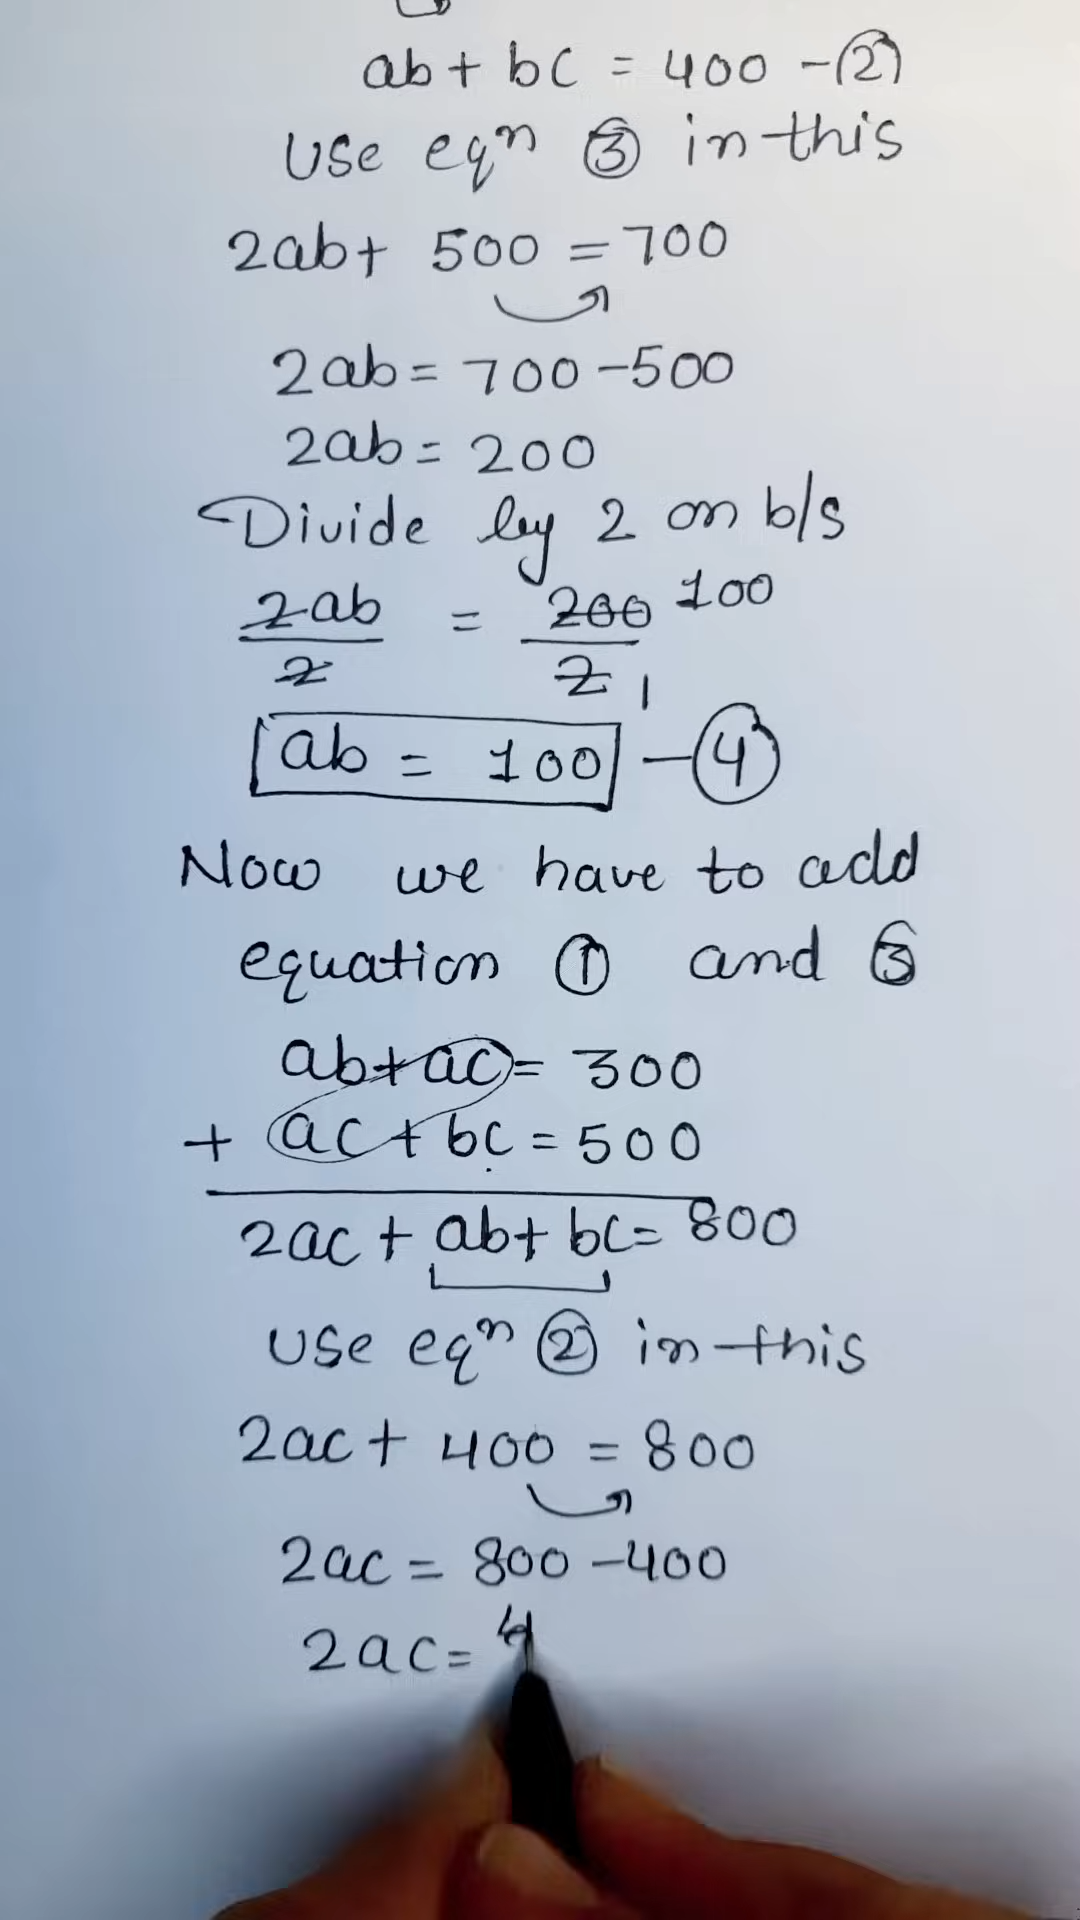 ab + bc = 400 - ②
Use eqⁿ ③ in this
2ab + 500 = 700
2ab = 700 - 500
2ab = 200
Divide by 2 on b/s
2ab/2 = 200/2 100 1
ab = 100 - ④
Now we have to add
equation ① and ③
ab + ac = 300
+ ac + bc = 500
2ac + ab + bc = 800
Use eqⁿ ② in this
2ac + 400 = 800
2ac = 800 - 400
2ac = 4